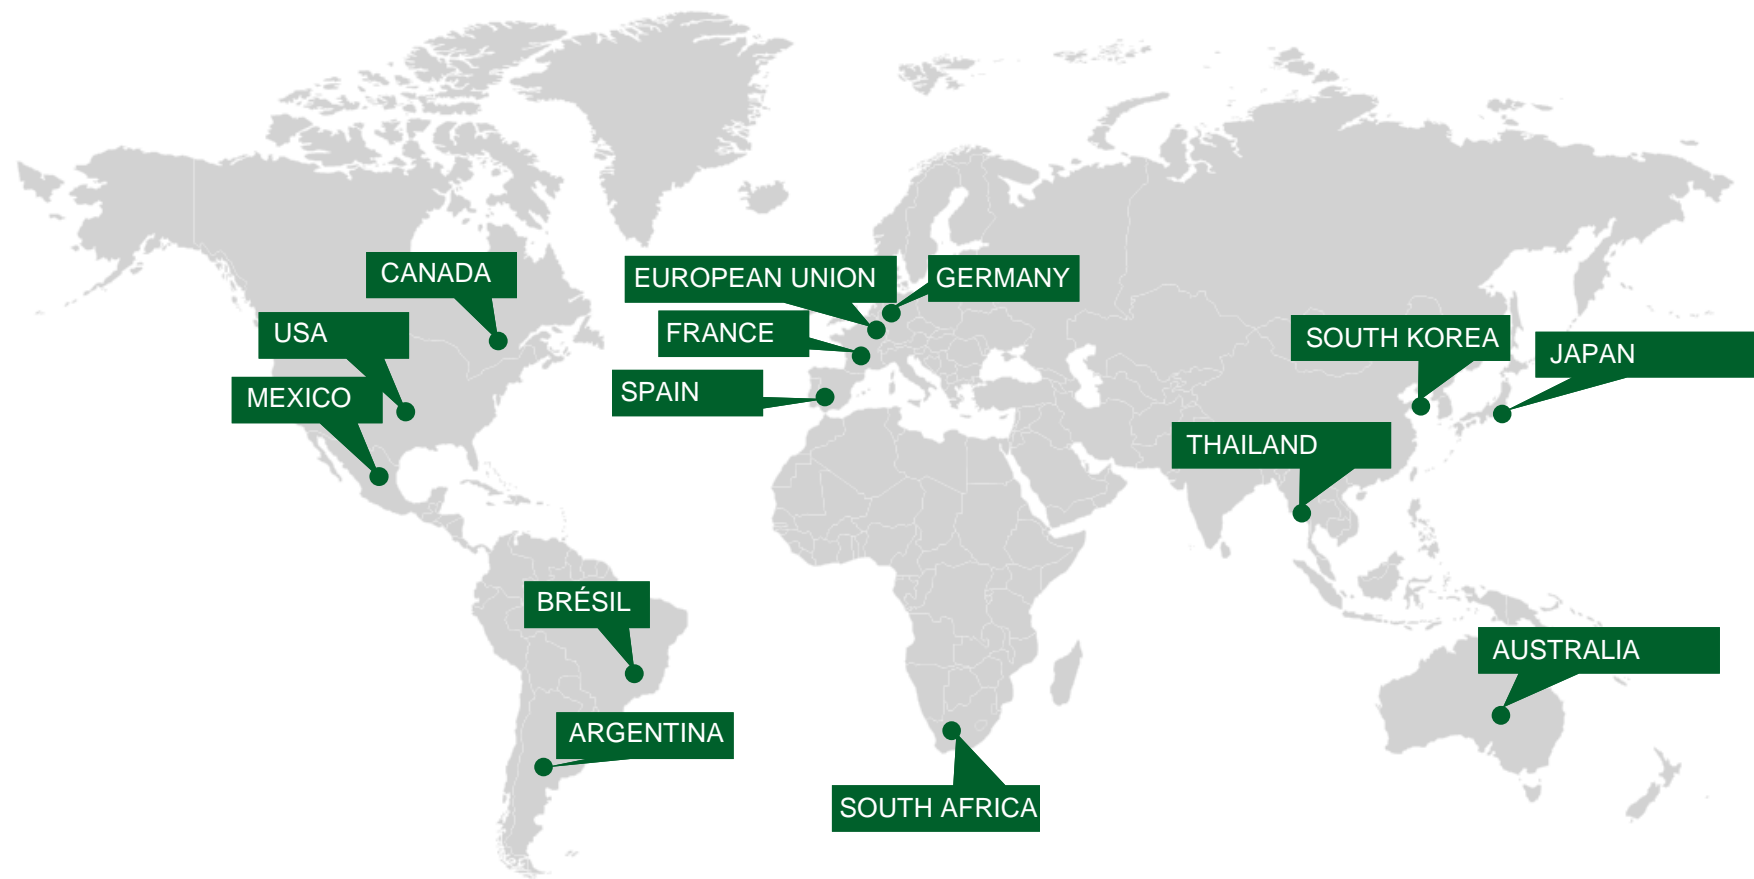 CANADA
EUROPEAN UNION
GERMANY
USA
FRANCE
SOUTH KOREA
JAPAN
MEXICO
SPAIN
THAILAND
BRÉSIL
AUSTRALIA
ARGENTINA
SOUTH AFRICA